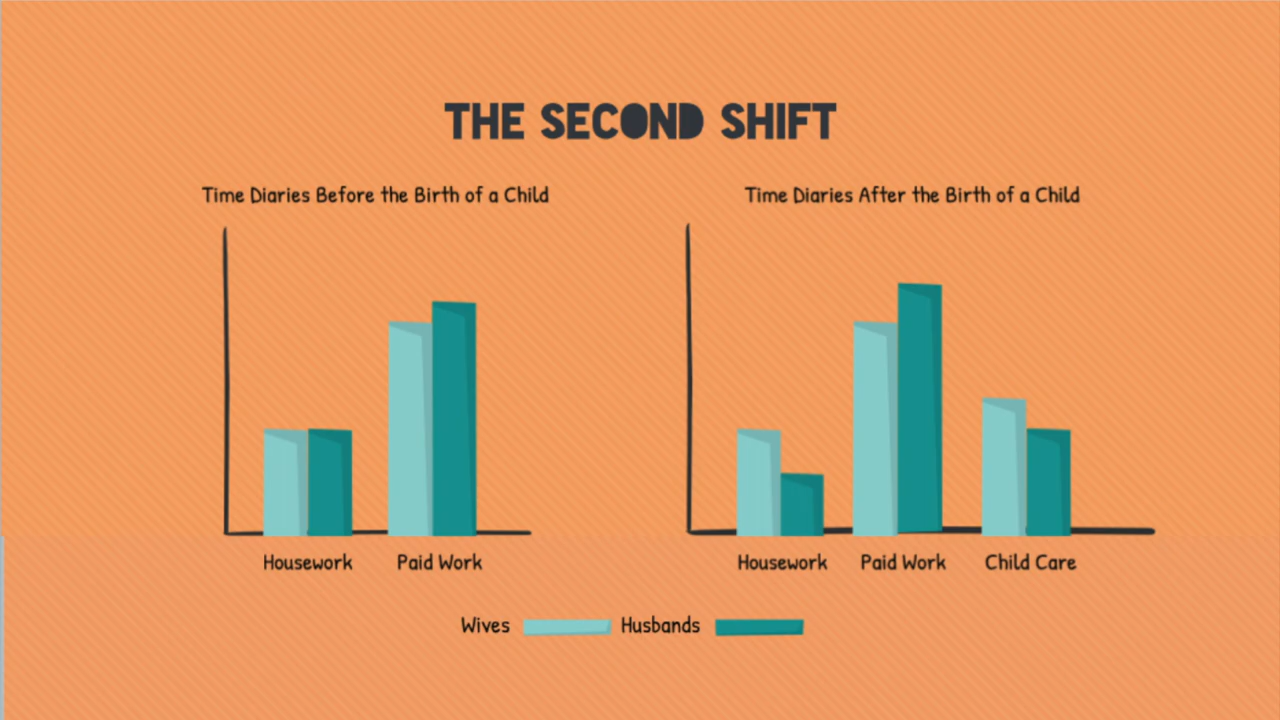 THE SECOND SHIFT
Time Diaries Before the Birth of a Child
Time Diaries After the Birth of a Child
Housework Paid Work
Housework Paid Work Child Care
Wives Husbands